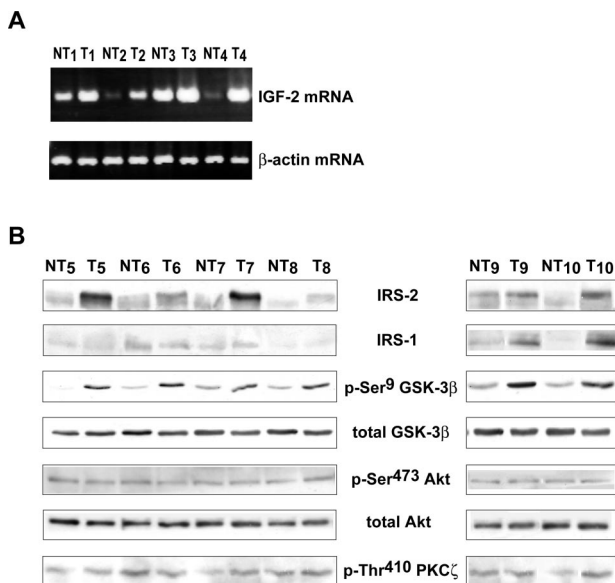 A
NT1 T1 NT2 T2 NT3 T3 NT4 T4
IGF-2 mRNA
β-actin mRNA
B
NT5 T5 NT6 T6 NT7 T7 NT8 T8 NT9 T9 NT10 T10
IRS-2
IRS-1
p-Ser9 GSK-3β
total GSK-3β
p-Ser473 Akt
total Akt
p-Thr410 PKCζ